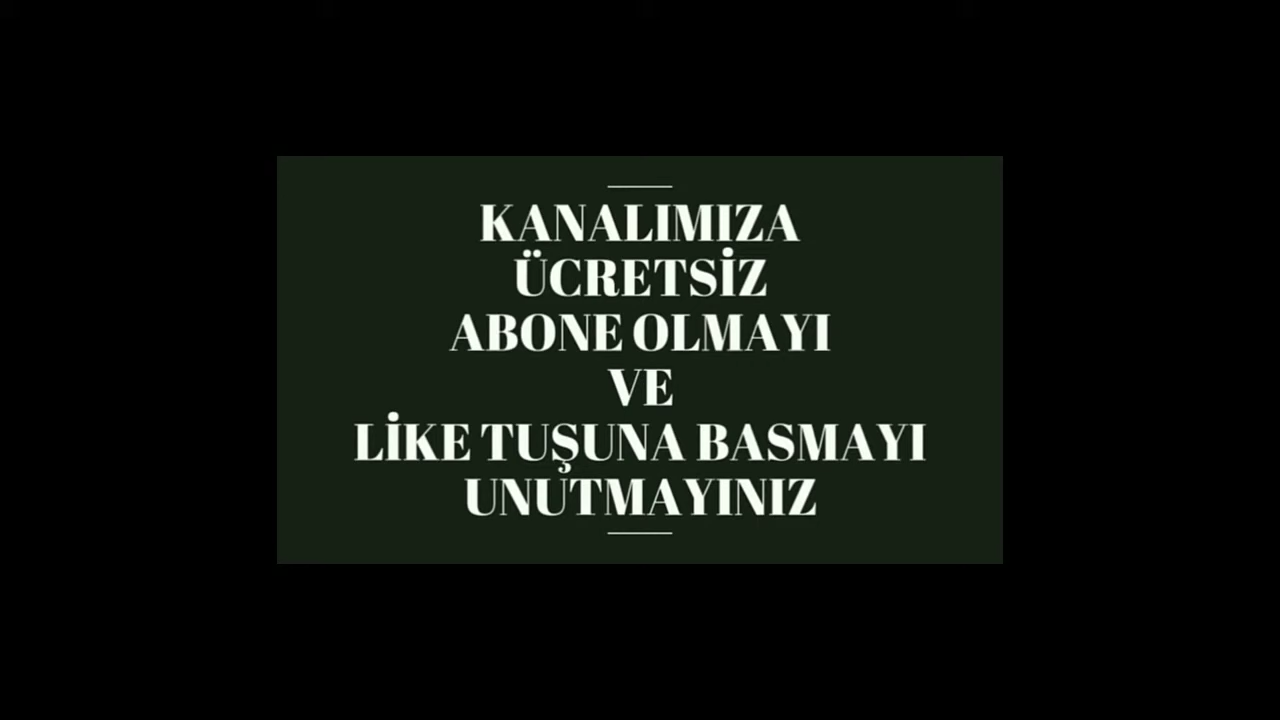 KANALIMIZA
ÜCRETSİZ
ABONE OLMAYI
VE
LİKE TUŞUNA BASMAYI
UNUTMAYINIZ